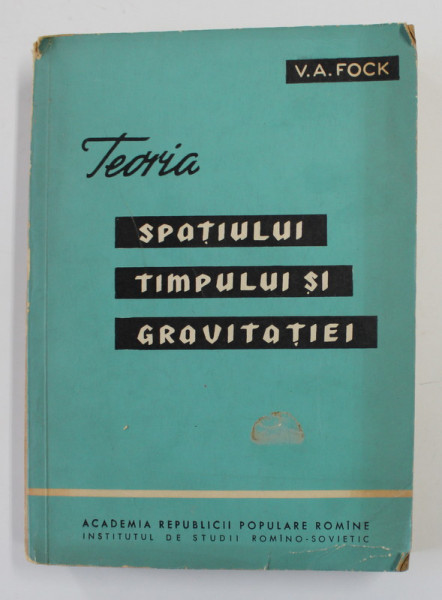 V.A. FOCK
Teoria
SPAȚIULUI
TIMPULUI ȘI
GRAVITAȚIEI
ACADEMIA REPUBLICII POPULARE ROMÎNE
INSTITUTUL DE STUDII ROMÎNO-SOVIETIC